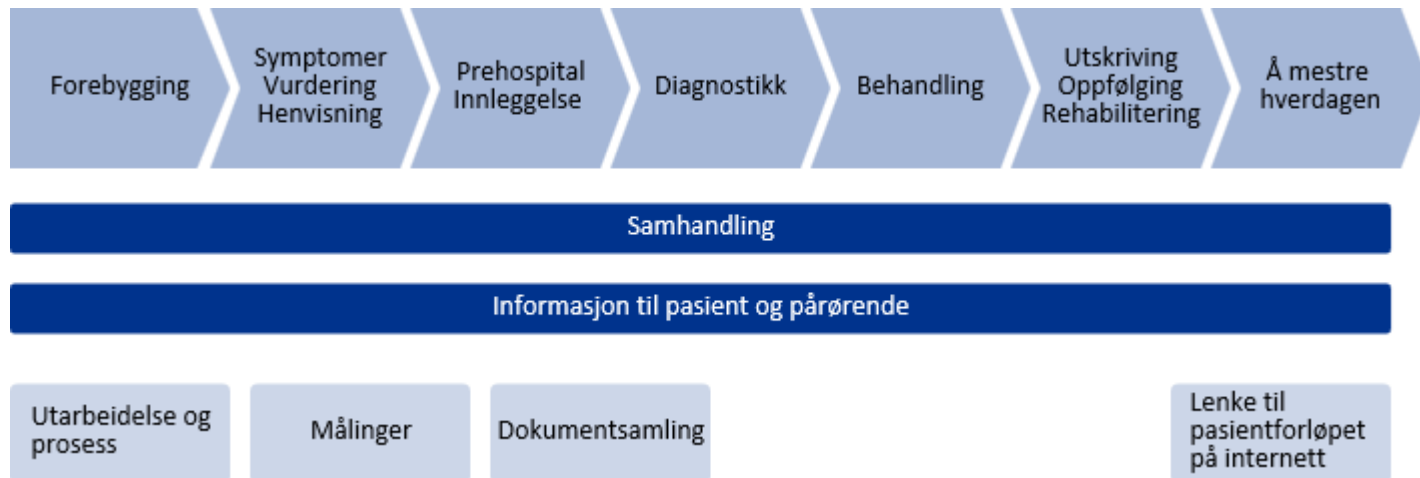 Forebygging
Symptomer
Vurdering
Henvisning
Prehospital
Innleggelse
Diagnostikk
Behandling
Utskriving
Oppfølging
Rehabilitering
Å mestre
hverdagen
Samhandling
Informasjon til pasient og pårørende
Utarbeidelse og
prosess
Målinger
Dokumentsamling
Lenke til
pasientforløpet
på internett